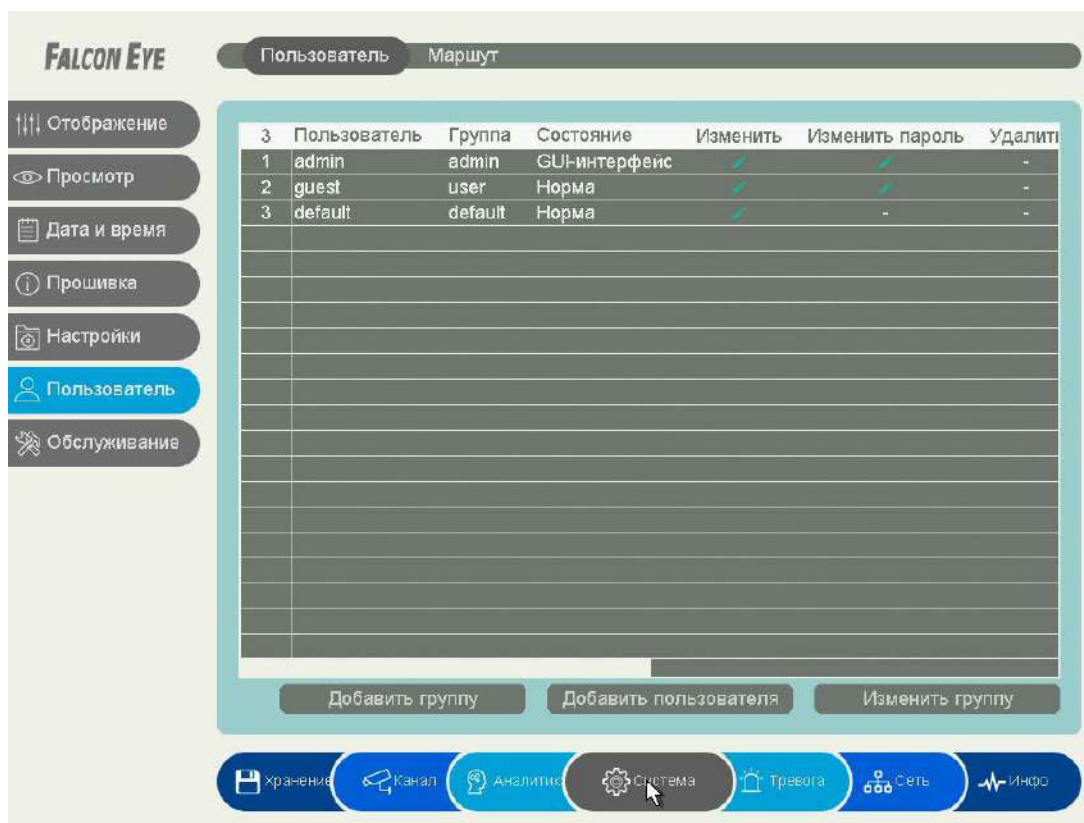 FALCON EYE
Пользователь Маршут
Отображение
Просмотр
Дата и время
Прошивка
Настройки
Пользователь
Обслуживание
3 Пользователь Группа Состояние Изменить Изменить пароль Удалити
1 admin admin GUI-интерфейс -
2 guest user Норма -
3 default default Норма - -
Добавить группу Добавить пользователя Изменить группу
Хранение Канал Аналитик Система Тревога Сеть Инфо